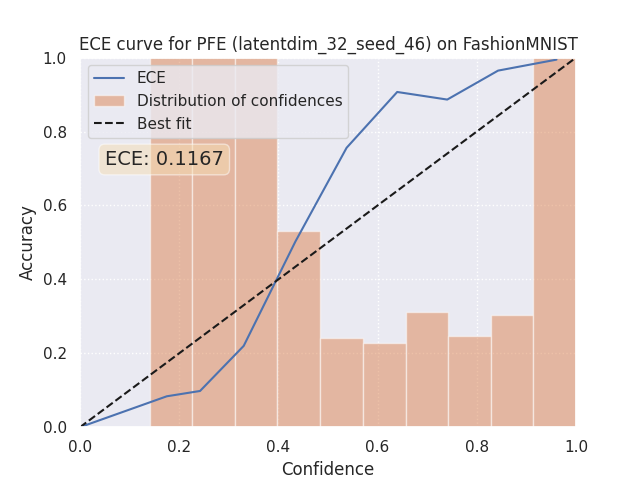 ECE curve for PFE (latentdim_32_seed_46) on FashionMNIST
ECE
Distribution of confidences
Best fit
ECE: 0.1167
1.0
0.8
0.6
0.4
0.2
0.0
Accuracy
0.0 0.2 0.4 0.6 0.8 1.0
Confidence